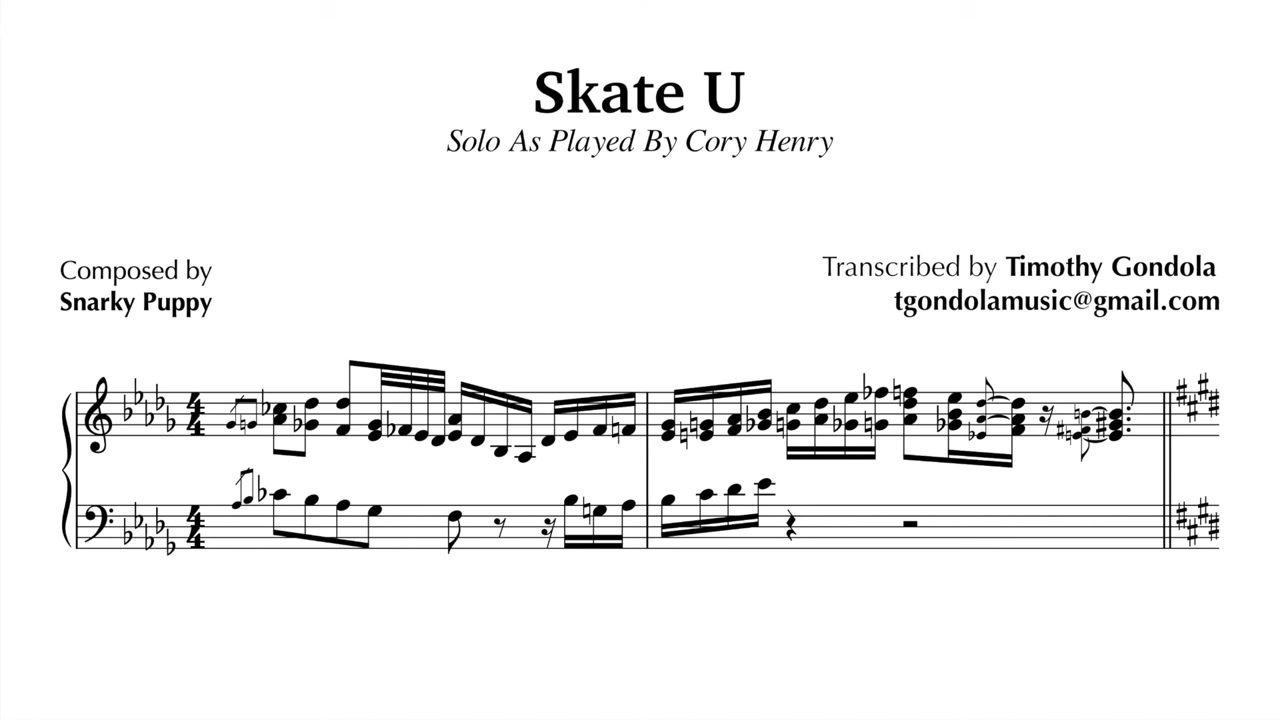 Skate U
Solo As Played By Cory Henry
Composed by
Snarky Puppy
Transcribed by Timothy Gondola
tgondolamusic@gmail.com